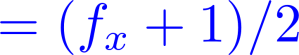 = (f_x + 1)/2